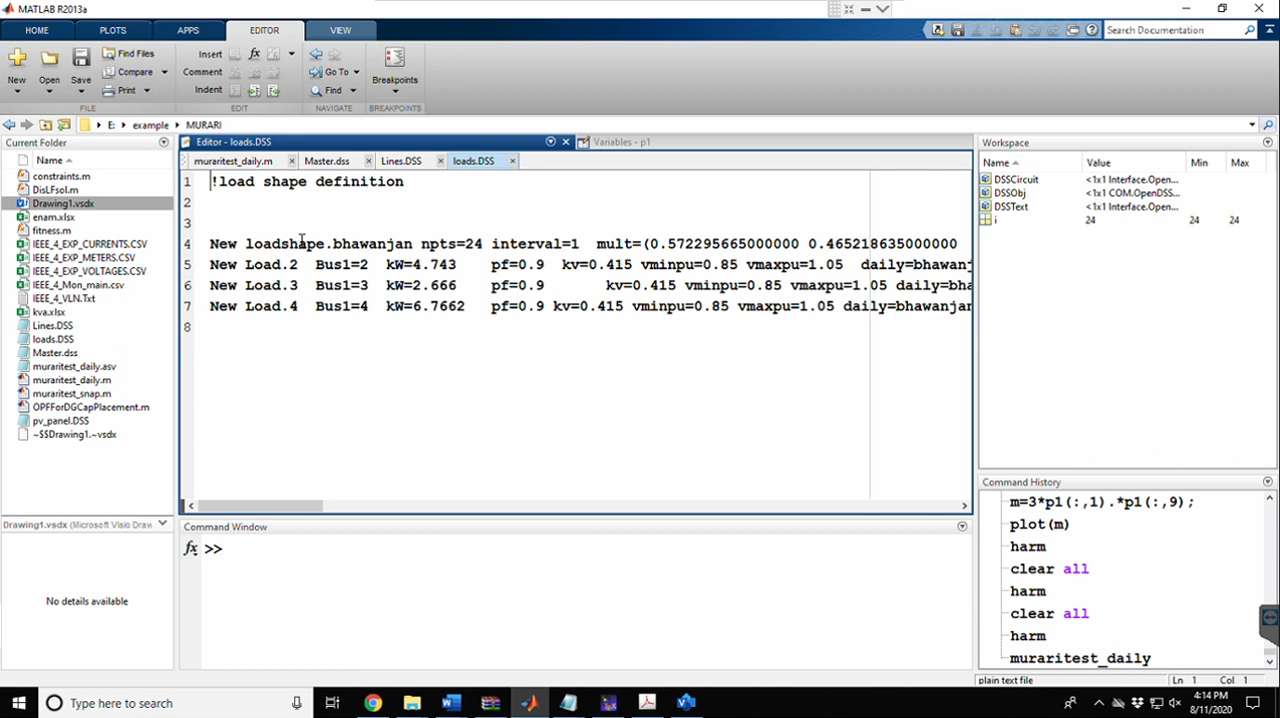 MATLAB R2013a
HOME PLOTS APPS EDITOR VIEW
Search Documentation
New Open Save
Find Files
Compare
Print
Insert
Comment
Indent
fx
Go To
Find
Breakpoints
FILE EDIT NAVIGATE BREAKPOINTS
E: example MURARI
Current Folder
Name
constraints.m
DisLFsol.m
Drawing1.vsdx
enam.xlsx
fitness.m
IEEE_4_EXP_CURRENTS.CSV
IEEE_4_EXP_METERS.CSV
IEEE_4_EXP_VOLTAGES.CSV
IEEE_4_Mon_main.csv
IEEE_4_VLN.Txt
kva.xlsx
Lines.DSS
loads.DSS
Master.dss
muraritest_daily.asv
muraritest_daily.m
muraritest_snap.m
OPFForDGCapPlacement.m
pv_panel.DSS
~$$Drawing1.~vsdx
Drawing1.vsdx (Microsoft Visio Draw
No details available
Editor - loads.DSS
Variables - p1
muraritest_daily.m Master.dss Lines.DSS loads.DSS
1 !load shape definition
2
3
4 New loadshape.bhawanjan npts=24 interval=1 mult=(0.572295665000000 0.465218635000000
5 New Load.2 Bus1=2 kW=4.743 pf=0.9 kv=0.415 vminpu=0.85 vmaxpu=1.05 daily=bhawanj
6 New Load.3 Bus1=3 kW=2.666 pf=0.9 kv=0.415 vminpu=0.85 vmaxpu=1.05 daily=bha
7 New Load.4 Bus1=4 kW=6.7662 pf=0.9 kv=0.415 vminpu=0.85 vmaxpu=1.05 daily=bhawanjan
8
Command Window
fx >>
Workspace
Name Value Min Max
DSSCircuit <1x1 Interface.Open...
DSSObj <1x1 COM.OpenDSS...
DSSText <1x1 Interface.Open...
i 24 24 24
Command History
m=3*p1(:,1).*p1(:,9);
plot(m)
harm
clear all
harm
clear all
harm
muraritest_daily
plain text file Ln 1 Col 1
Type here to search
4:14 PM
8/11/2020